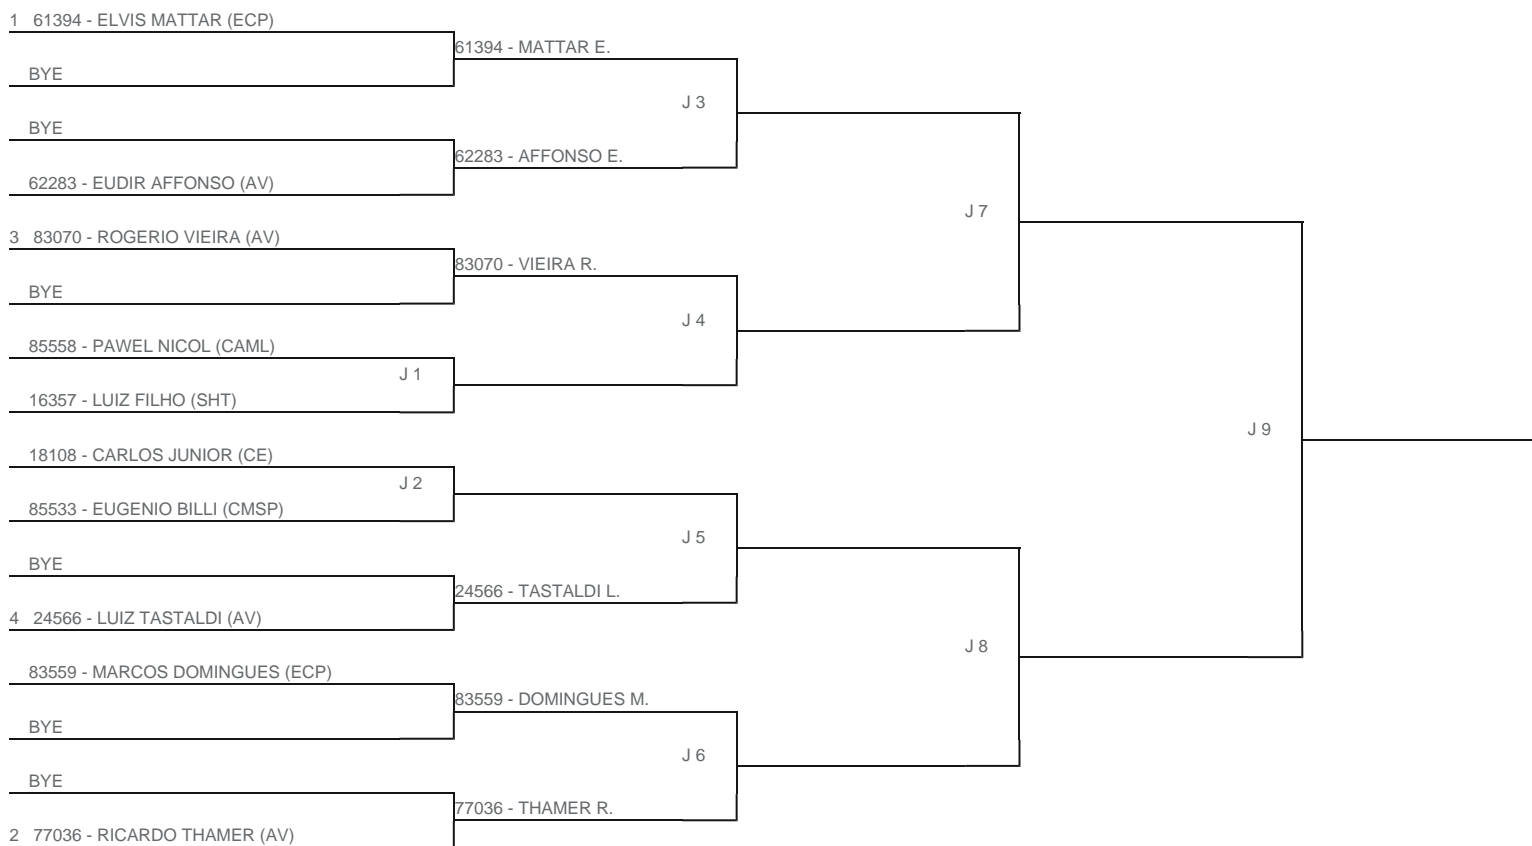 1 61394 - ELVIS MATTAR (ECP)
61394 - MATTAR E.
BYE
J 3
BYE
62283 - AFFONSO E.
62283 - EUDIR AFFONSO (AV)
J 7
3 83070 - ROGERIO VIEIRA (AV)
83070 - VIEIRA R.
BYE
J 4
85558 - PAWEL NICOL (CAML)
J 1
16357 - LUIZ FILHO (SHT)
J 9
18108 - CARLOS JUNIOR (CE)
J 2
85533 - EUGENIO BILLI (CMSP)
J 5
BYE
24566 - TASTALDI L.
4 24566 - LUIZ TASTALDI (AV)
J 8
83559 - MARCOS DOMINGUES (ECP)
83559 - DOMINGUES M.
BYE
J 6
BYE
77036 - THAMER R.
2 77036 - RICARDO THAMER (AV)